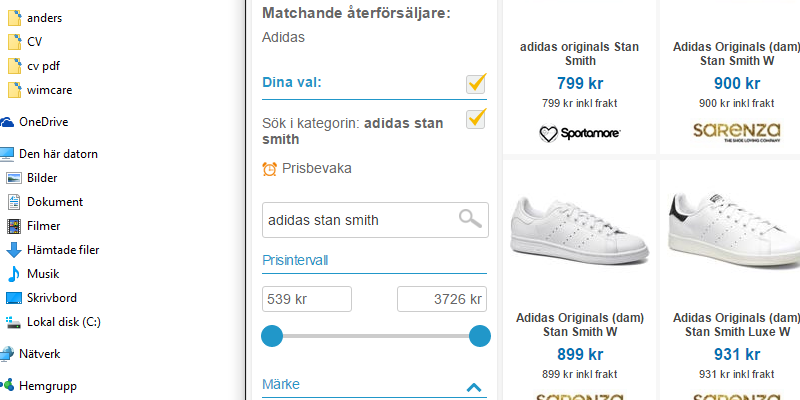 anders
CV
cv pdf
wimcare
OneDrive
Den här datorn
Bilder
Dokument
Filmer
Hämtade filer
Musik
Skrivbord
Lokal disk (C:)
Nätverk
Hemgrupp
Matchande återförsäljare:
Adidas
Dina val:
Sök i kategorin: adidas stan
smith
Prisbevaka
adidas stan smith
Prisintervall
539 kr
3726 kr
Märke
adidas originals Stan
Smith
799 kr
799 kr inkl frakt
Sportamore
Adidas Originals (dam)
Stan Smith W
900 kr
900 kr inkl frakt
SARENZA
THE SHOE LOVING COMPANY
Adidas Originals (dam)
Stan Smith W
899 kr
899 kr inkl frakt
SARENZA
Adidas Originals (dam)
Stan Smith Luxe W
931 kr
931 kr inkl frakt
SARENZA